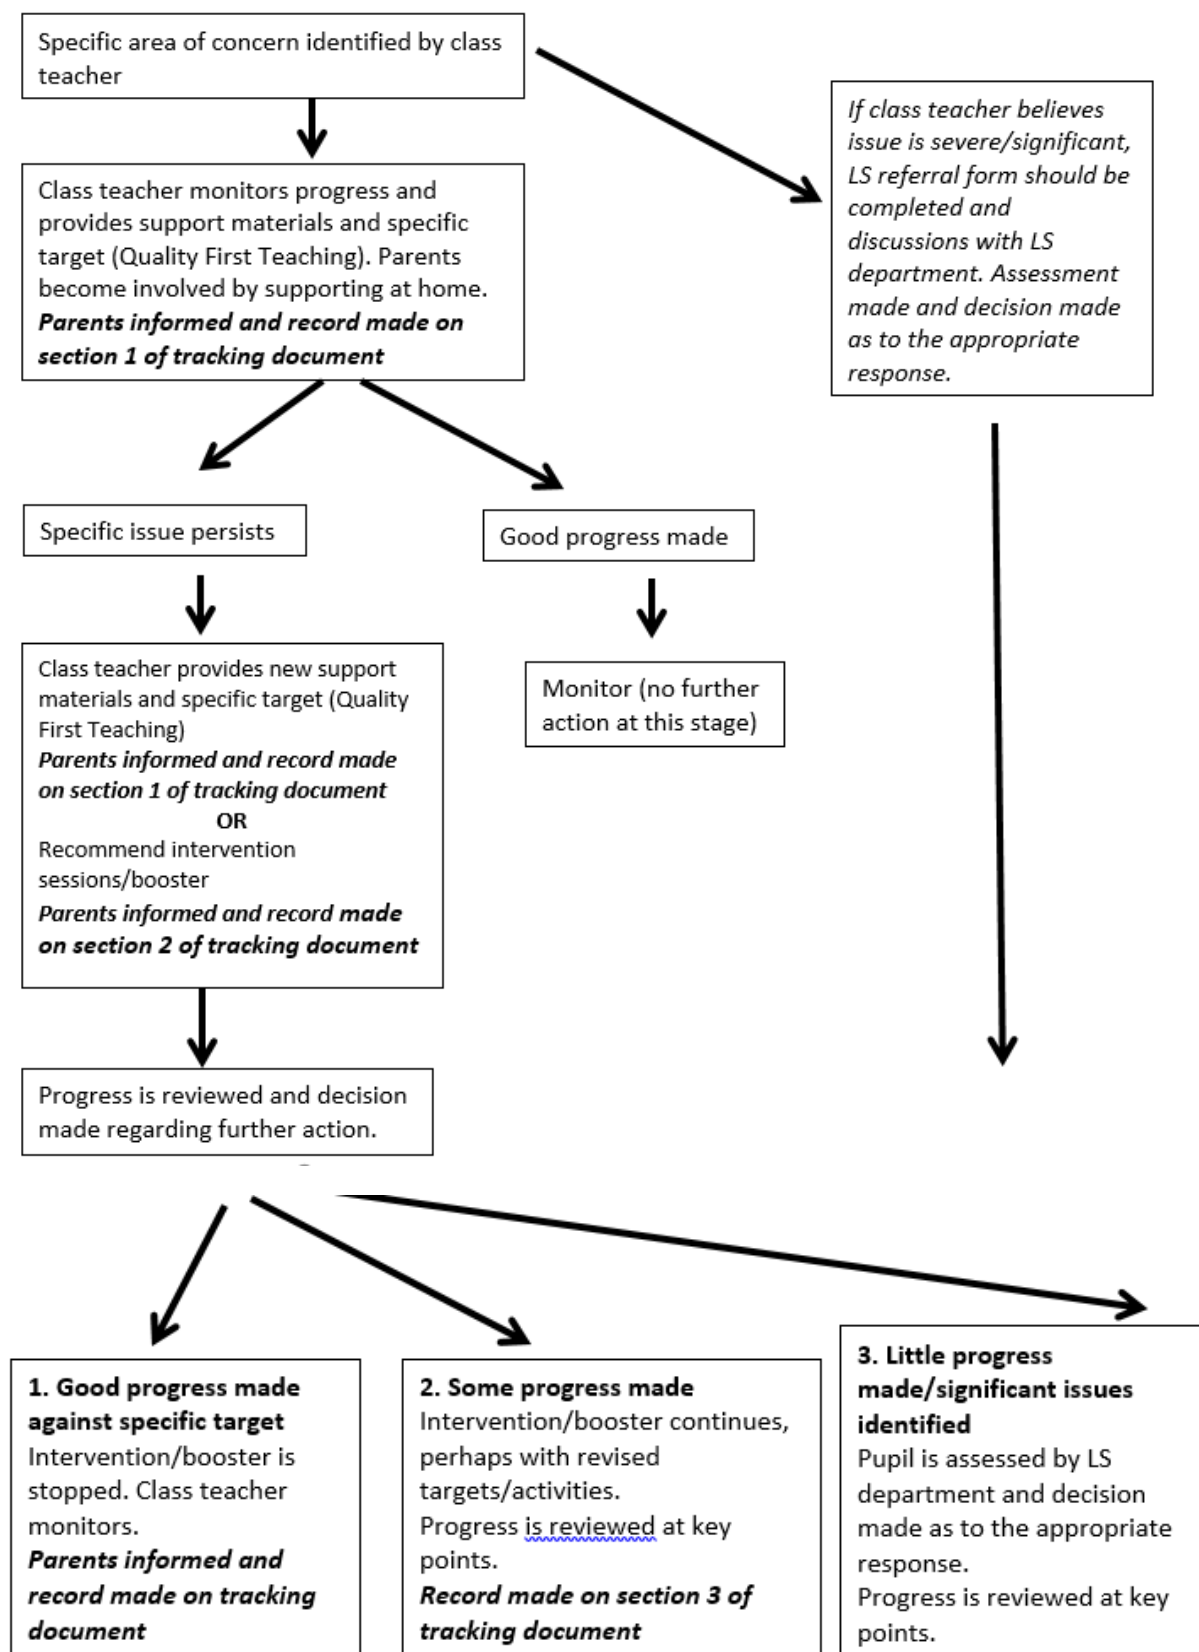 Specific area of concern identified by class
teacher
If class teacher believes
issue is severe/significant,
LS referral form should be
completed and
discussions with LS
department. Assessment
made and decision made
as to the appropriate
response.
Class teacher monitors progress and
provides support materials and specific
target (Quality First Teaching). Parents
become involved by supporting at home.
Parents informed and record made on
section 1 of tracking document
Specific issue persists
Good progress made
Class teacher provides new support
materials and specific target (Quality
First Teaching)
Parents informed and record made
on section 1 of tracking document
OR
Recommend intervention
sessions/booster
Parents informed and record made
on section 2 of tracking document
Monitor (no further
action at this stage)
Progress is reviewed and decision
made regarding further action.
1. Good progress made
against specific target
Intervention/booster is
stopped. Class teacher
monitors.
Parents informed and
record made on tracking
document
2. Some progress made
Intervention/booster continues,
perhaps with revised
targets/activities.
Progress is reviewed at key
points.
Record made on section 3 of
tracking document
3. Little progress
made/significant issues
identified
Pupil is assessed by LS
department and decision
made as to the appropriate
response.
Progress is reviewed at key
points.